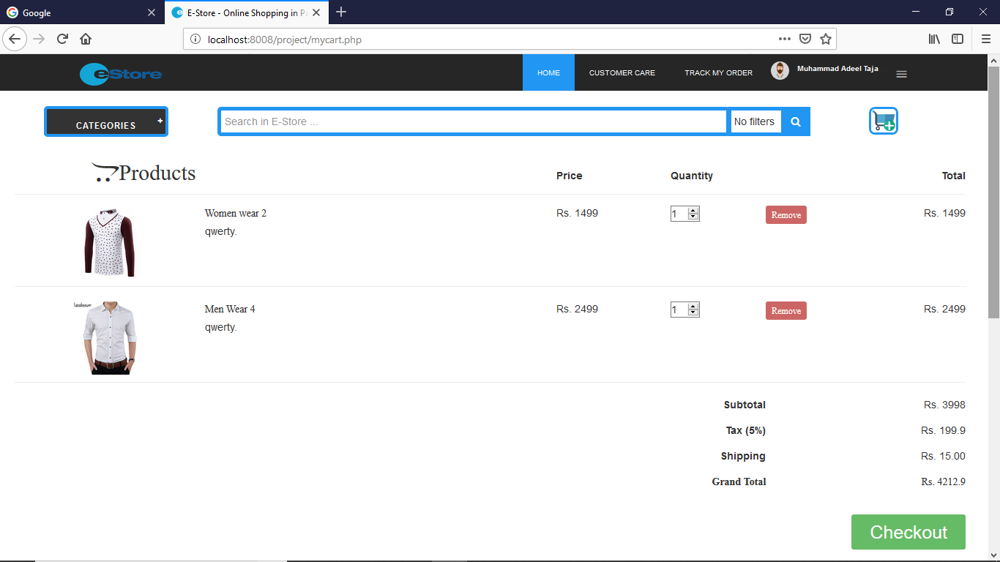 Google
E-Store - Online Shopping in Pa
localhost:8008/project/mycart.php
eStore
HOME
CUSTOMER CARE
TRACK MY ORDER
Muhammad Adeel Taja
CATEGORIES +
Search in E-Store ...
No filters
Products Price Quantity Total
Women wear 2 Rs. 1499 1 Remove Rs. 1499
qwerty.
Men Wear 4 Rs. 2499 1 Remove Rs. 2499
qwerty.
Subtotal Rs. 3998
Tax (5%) Rs. 199.9
Shipping Rs. 15.00
Grand Total Rs. 4212.9
Checkout